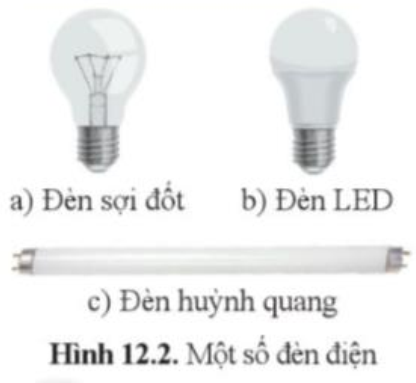 a) Đèn sợi đốt b) Đèn LED
c) Đèn huỳnh quang
Hình 12.2. Một số đèn điện